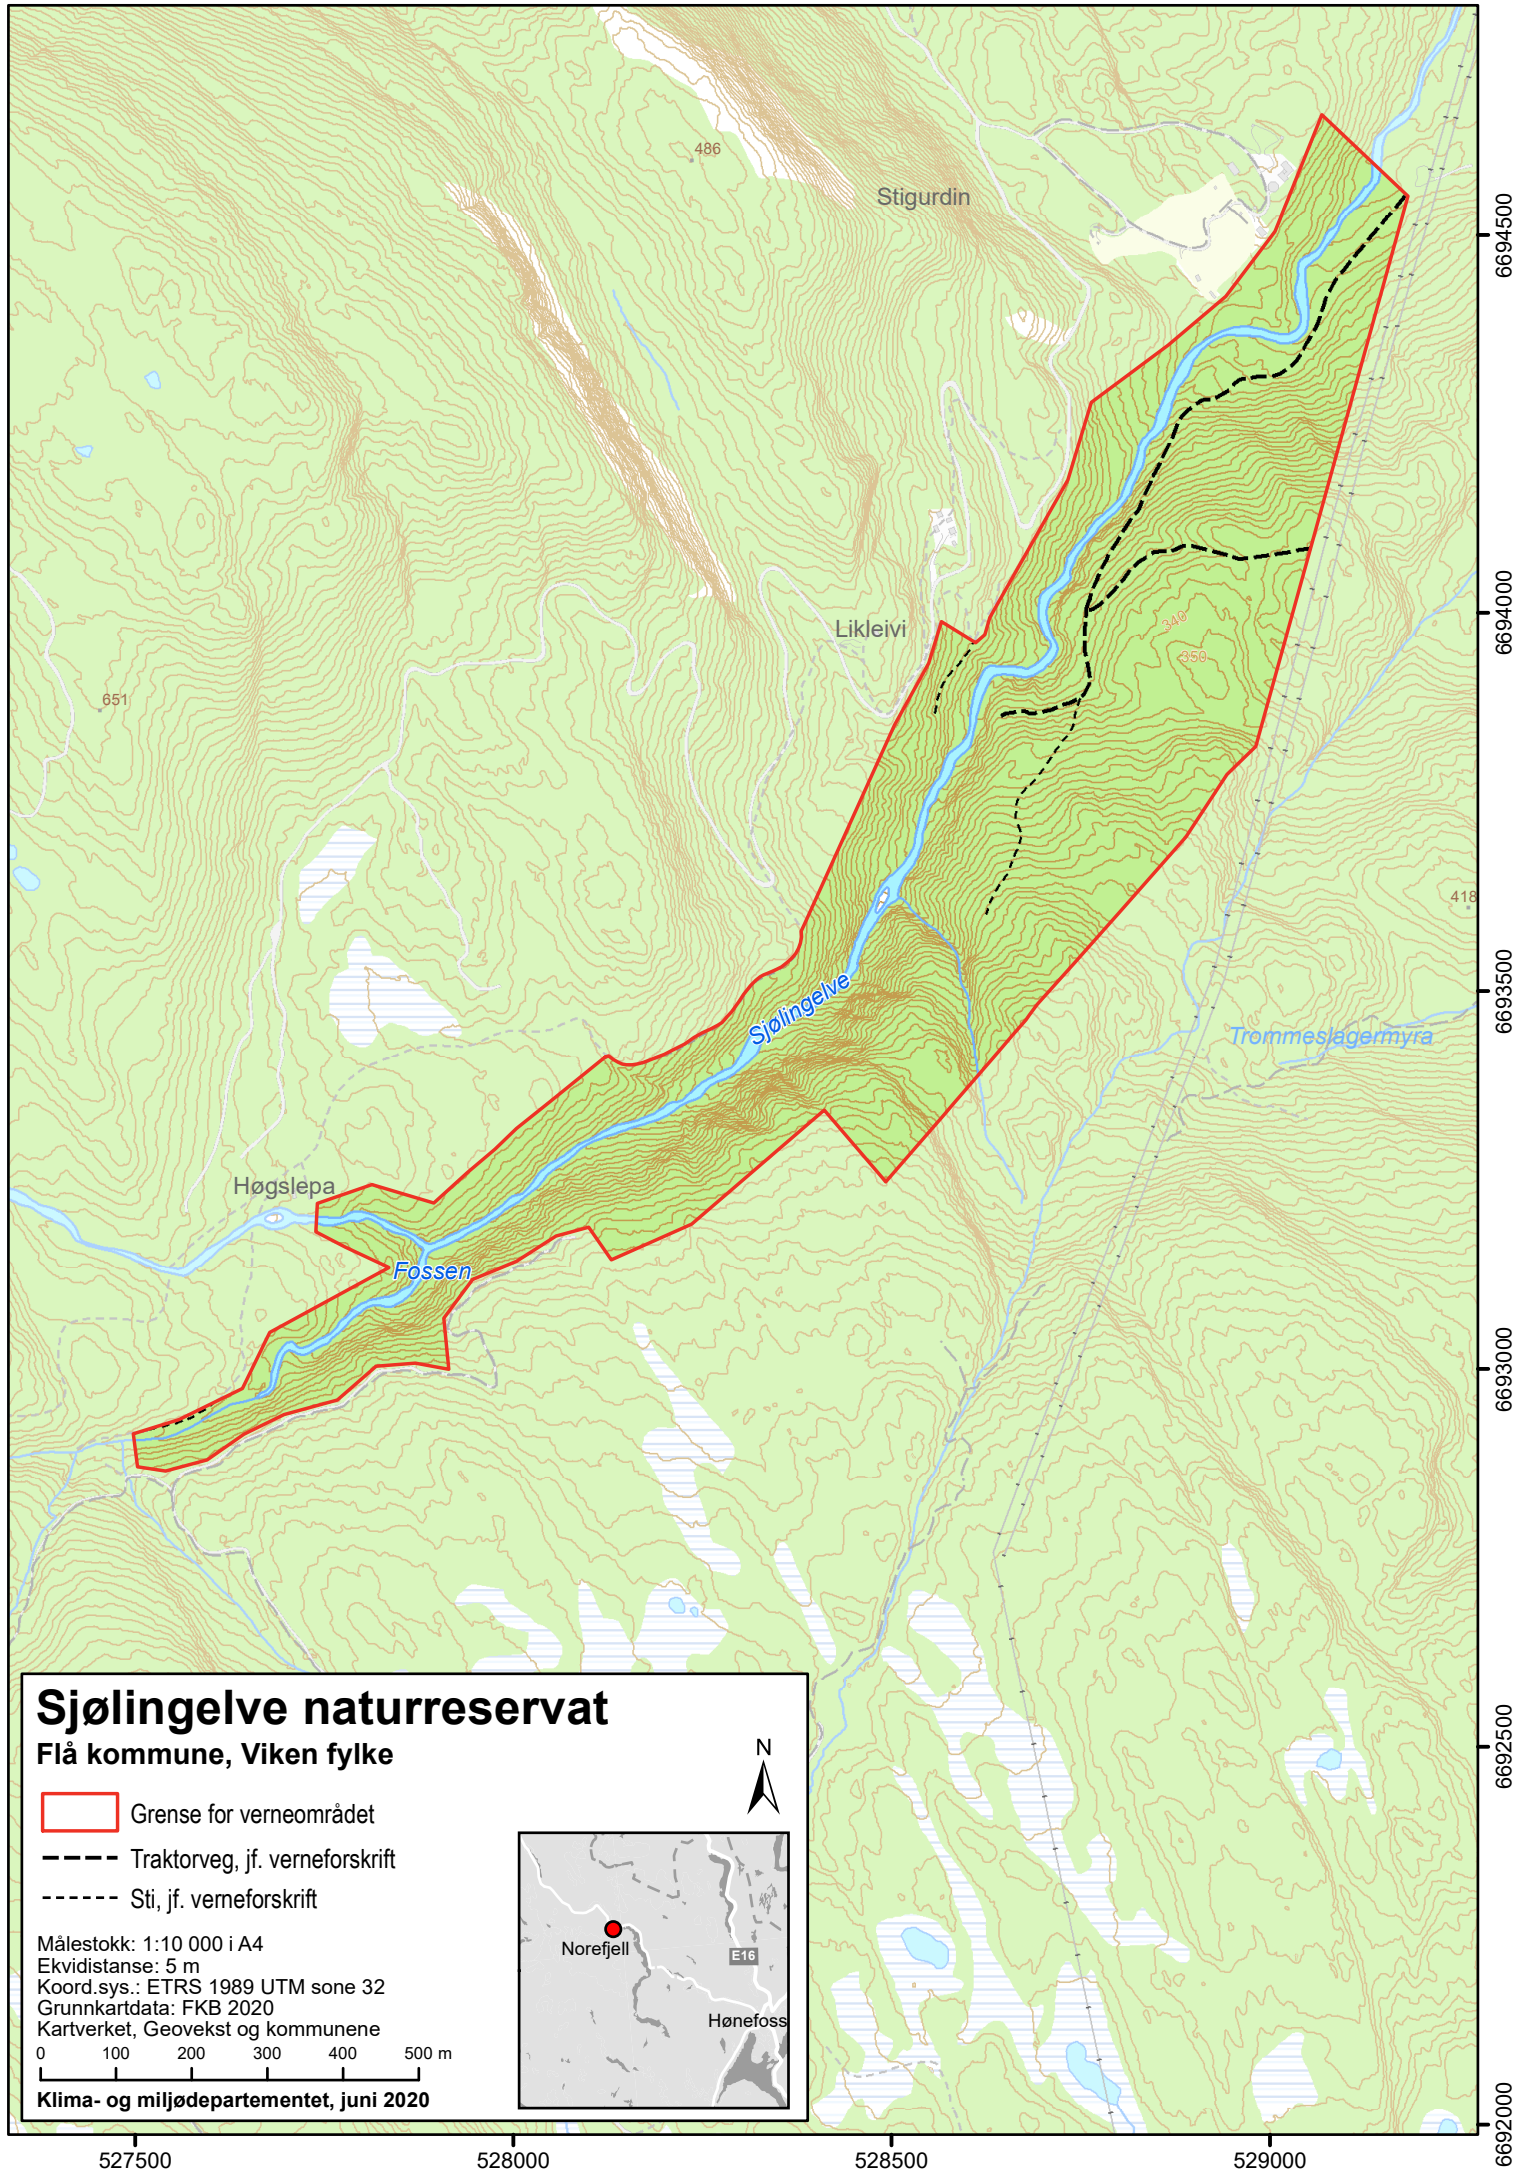 486
Stigurdin
6694500
651
Likleivi
6694000
340
350
418
Sjølingelve
6693500
Trommeslagermyra
Høgslepa
Fossen
6693000
Sjølingelve naturreservat
Flå kommune, Viken fylke
N
Grense for verneområdet
Traktorveg, jf. verneforskrift
Sti, jf. verneforskrift
Målestokk: 1:10 000 i A4
Ekvidistanse: 5 m
Koord.sys.: ETRS 1989 UTM sone 32
Grunnkartdata: FKB 2020
Kartverket, Geovekst og kommunene
0 100 200 300 400 500 m
Klima- og miljødepartementet, juni 2020
Norefjell
E16
Hønefoss
6692500
6692000
527500 528000 528500 529000